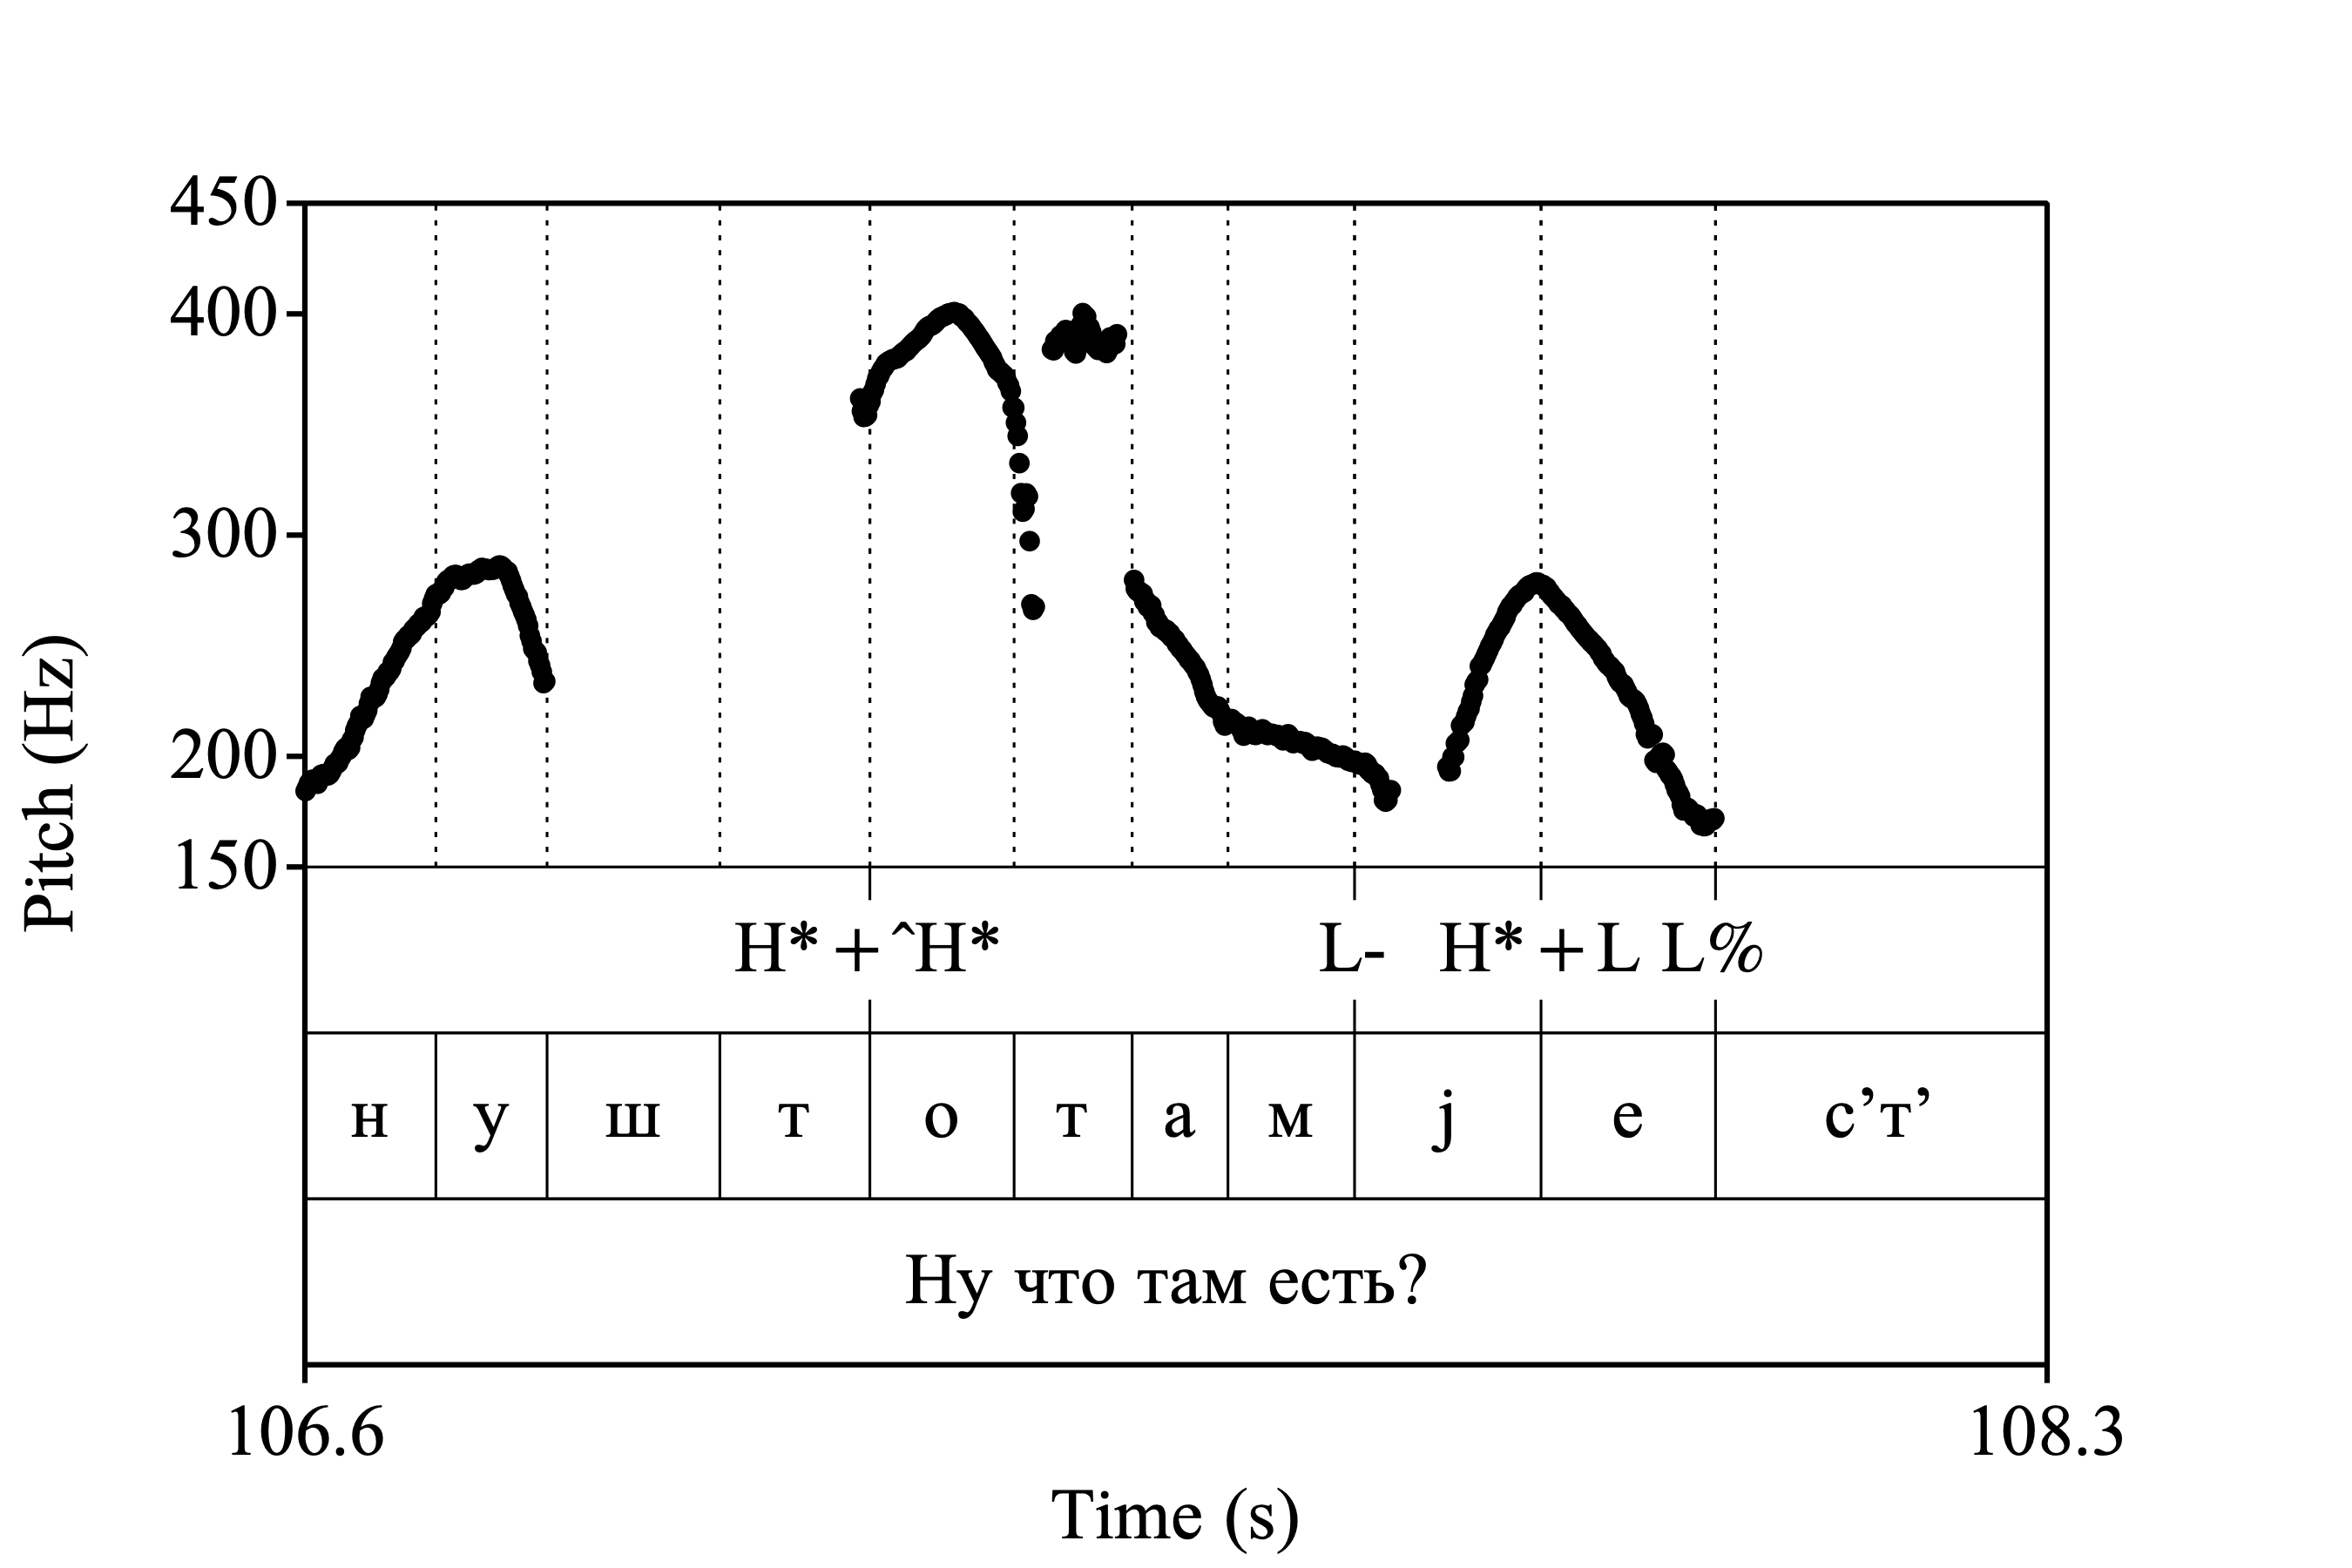 450
400
300
200
150
Pitch (Hz)
H* + ^H* L- H* + L L%
н у ш т о т а м j е с’т’
Ну что там есть?
106.6 108.3
Time (s)